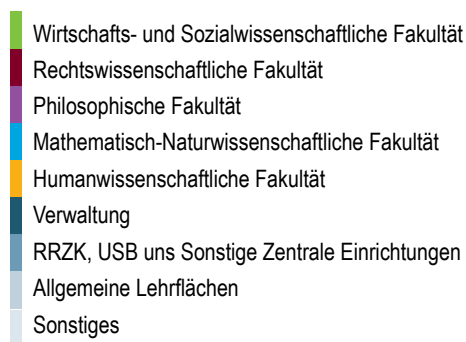 Wirtschafts- und Sozialwissenschaftliche Fakultät
Rechtswissenschaftliche Fakultät
Philosophische Fakultät
Mathematisch-Naturwissenschaftliche Fakultät
Humanwissenschaftliche Fakultät
Verwaltung
RRZK, USB uns Sonstige Zentrale Einrichtungen
Allgemeine Lehrflächen
Sonstiges